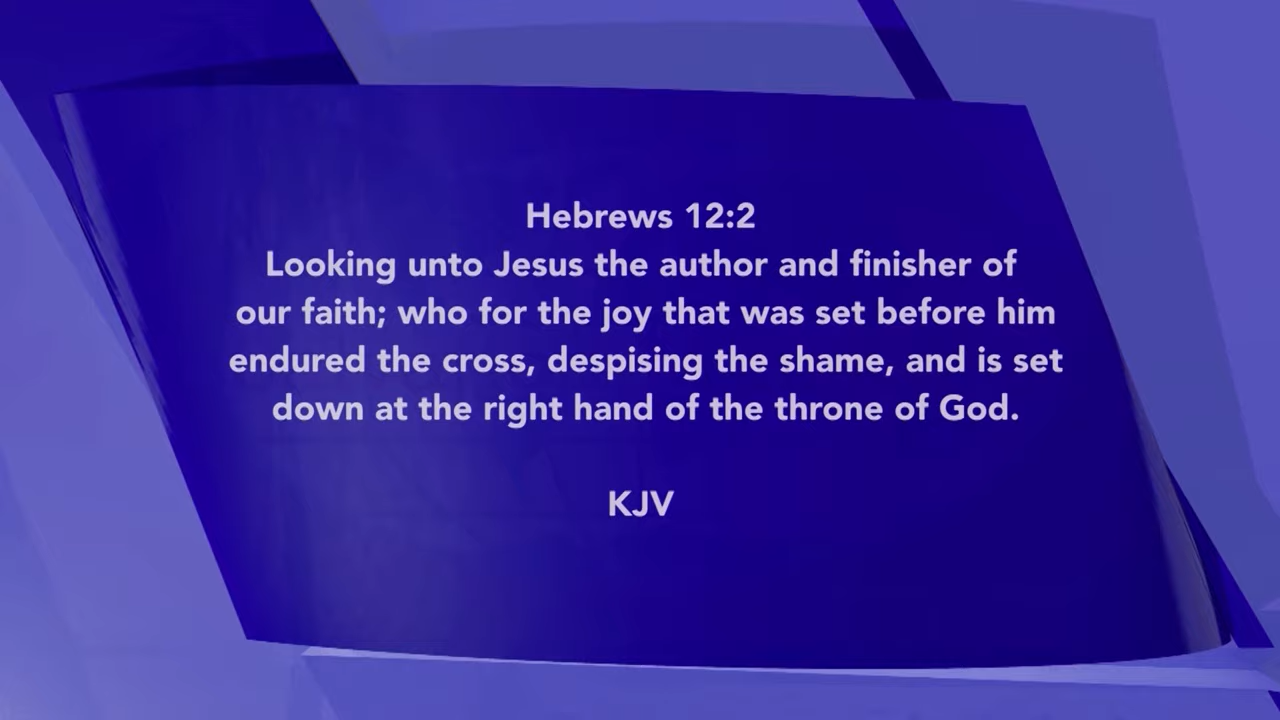 Hebrews 12:2
Looking unto Jesus the author and finisher of
our faith; who for the joy that was set before him
endured the cross, despising the shame, and is set
down at the right hand of the throne of God.
KJV